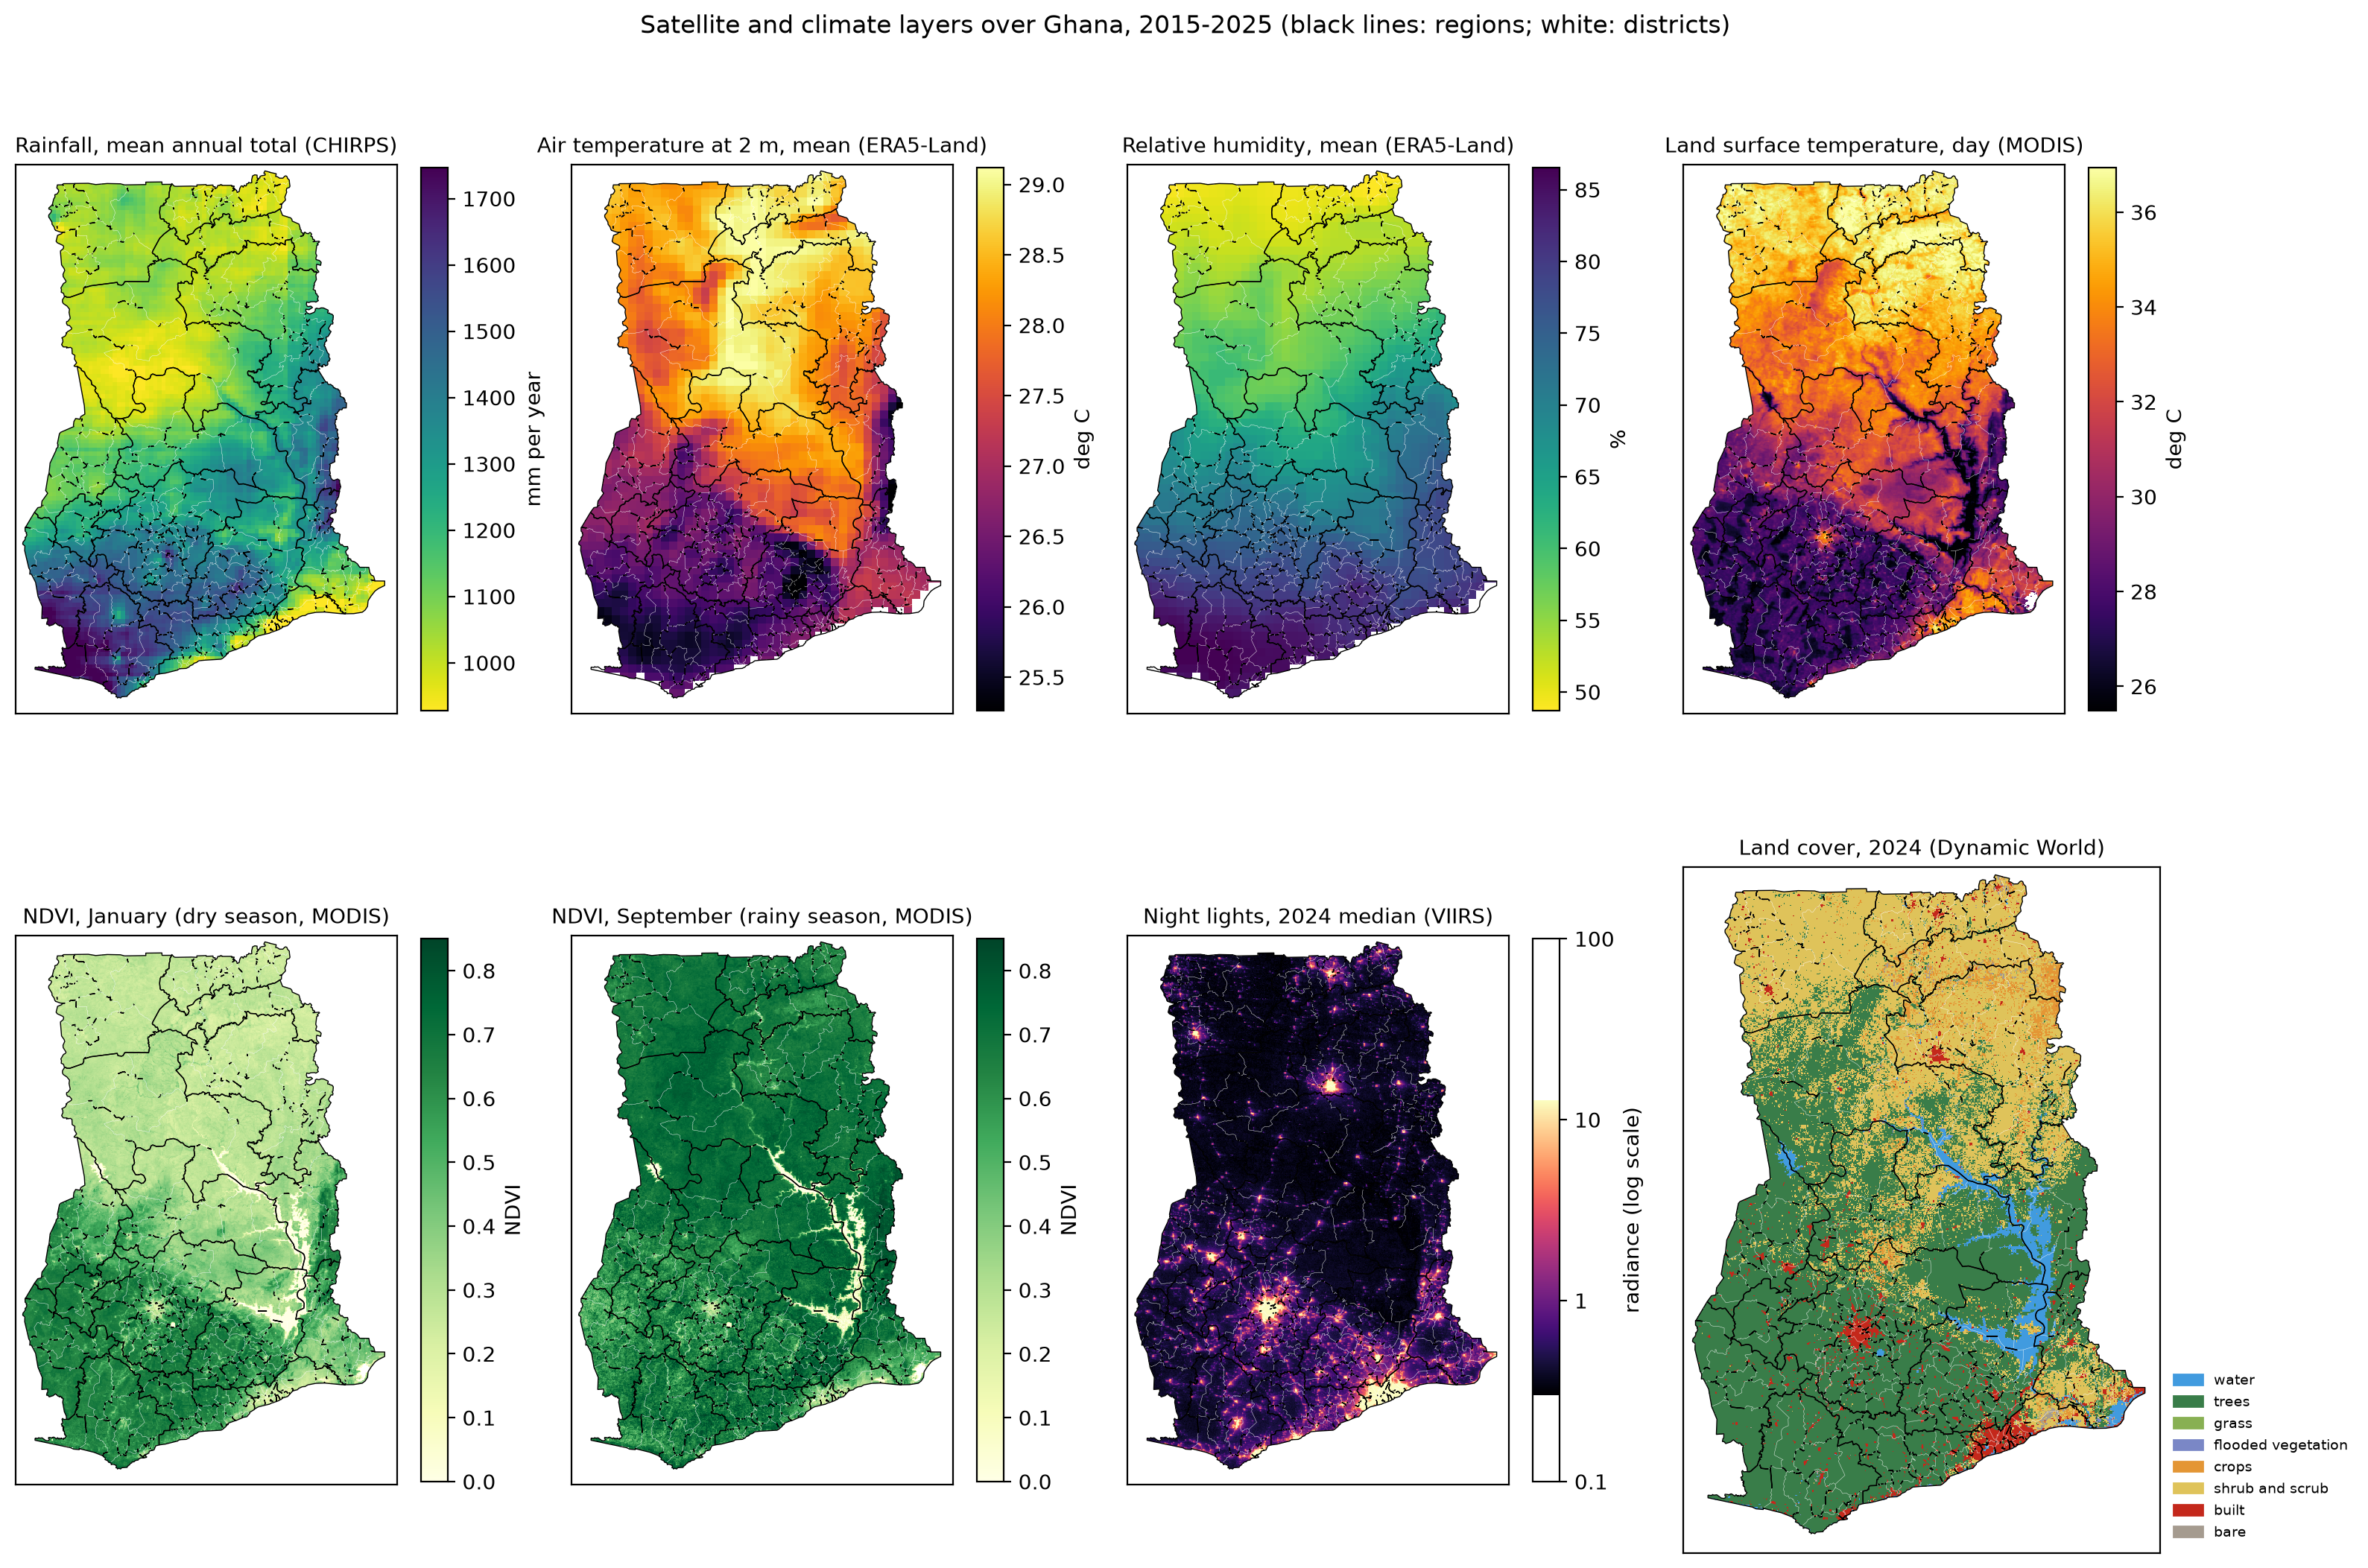 Satellite and climate layers over Ghana, 2015-2025 (black lines: regions; white: districts)
Rainfall, mean annual total (CHIRPS)
1700
1600
1500
1400
1300
1200
1100
1000
mm per year
Air temperature at 2 m, mean (ERA5-Land)
29.0
28.5
28.0
27.5
27.0
26.5
26.0
25.5
deg C
Relative humidity, mean (ERA5-Land)
85
80
75
70
65
60
55
50
%
Land surface temperature, day (MODIS)
36
34
32
30
28
26
deg C
NDVI, January (dry season, MODIS)
0.8
0.7
0.6
0.5
0.4
0.3
0.2
0.1
0.0
NDVI
NDVI, September (rainy season, MODIS)
0.8
0.7
0.6
0.5
0.4
0.3
0.2
0.1
0.0
NDVI
Night lights, 2024 median (VIIRS)
100
10
1
0.1
radiance (log scale)
Land cover, 2024 (Dynamic World)
water
trees
grass
flooded vegetation
crops
shrub and scrub
built
bare